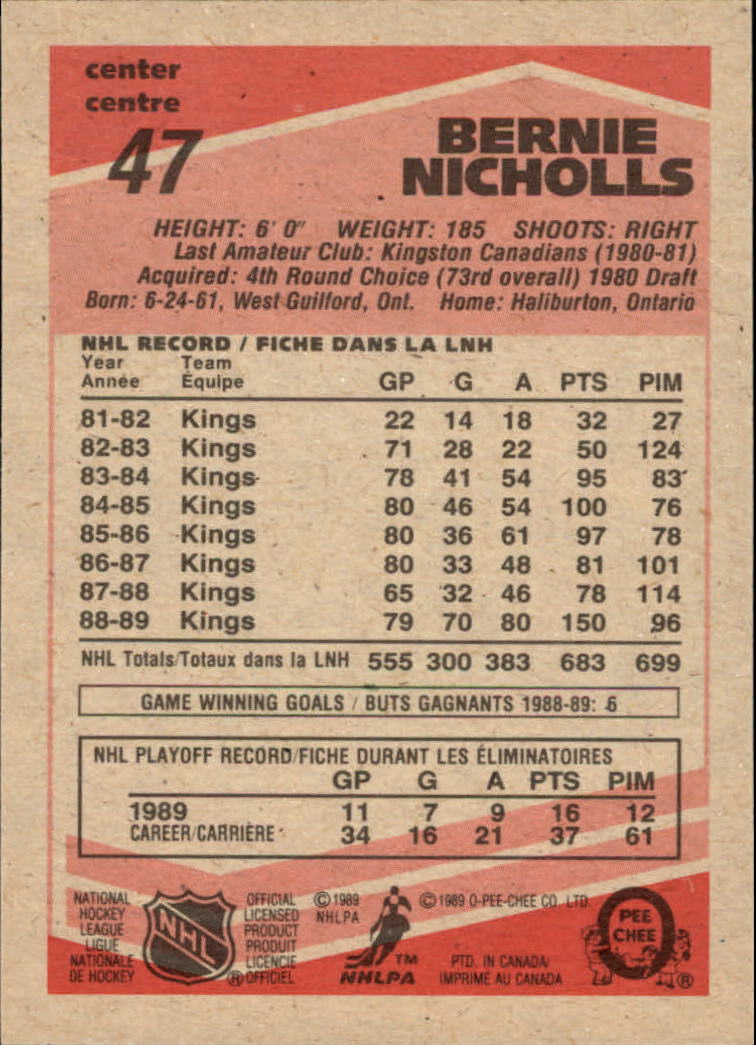 center
centre
47
BERNIE
NICHOLLS
HEIGHT: 6' 0" WEIGHT: 185 SHOOTS: RIGHT
Last Amateur Club: Kingston Canadians (1980-81)
Acquired: 4th Round Choice (73rd overall) 1980 Draft
Born: 6-24-61, West Guilford, Ont. Home: Haliburton, Ontario
NHL RECORD / FICHE DANS LA LNH
Year Team
Année Équipe GP G A PTS PIM
81-82 Kings 22 14 18 32 27
82-83 Kings 71 28 22 50 124
83-84 Kings 78 41 54 95 83
84-85 Kings 80 46 54 100 76
85-86 Kings 80 36 61 97 78
86-87 Kings 80 33 48 81 101
87-88 Kings 65 32 46 78 114
88-89 Kings 79 70 80 150 96
NHL Totals/Totaux dans la LNH 555 300 383 683 699
GAME WINNING GOALS / BUTS GAGNANTS 1988-89: 6
NHL PLAYOFF RECORD/FICHE DURANT LES ÉLIMINATOIRES
GP G A PTS PIM
1989 11 7 9 16 12
CAREER/CARRIÈRE 34 16 21 37 61
NATIONAL
HOCKEY
LEAGUE
LIGUE
NATIONALE
DE HOCKEY
NHL
OFFICIAL
LICENSED
PRODUCT
PRODUIT
LICENCIE
® OFFICIEL
© 1989
NHLPA
TM
NHLPA
© 1989 O-PEE-CHEE CO. LTD.
PTD. IN CANADA/
IMPRIME AU CANADA
PEE
CHEE
®